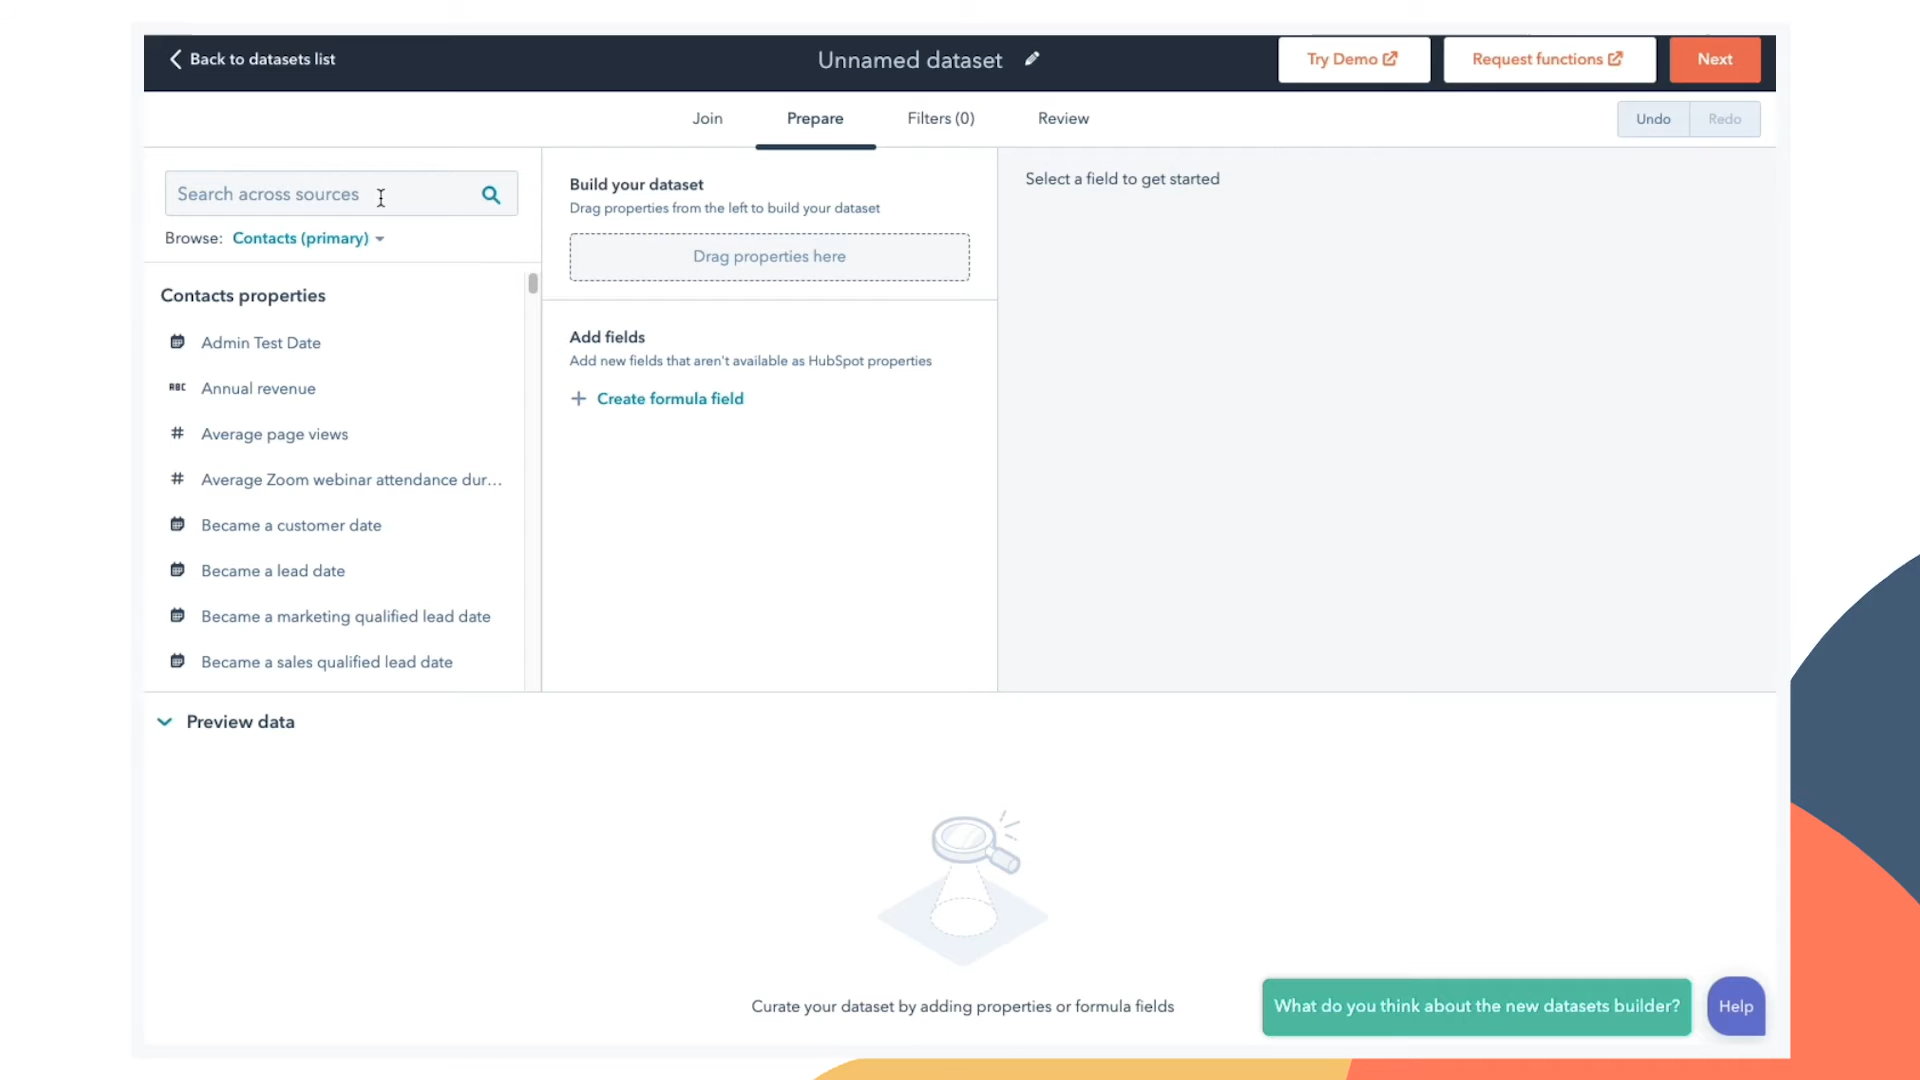 Back to datasets list
Unnamed dataset
Try Demo
Request functions
Next
Join
Prepare
Filters (0)
Review
Undo
Redo
Search across sources
Browse: Contacts (primary)
Contacts properties
Admin Test Date
ABC Annual revenue
# Average page views
# Average Zoom webinar attendance dur...
Became a customer date
Became a lead date
Became a marketing qualified lead date
Became a sales qualified lead date
Build your dataset
Drag properties from the left to build your dataset
Drag properties here
Add fields
Add new fields that aren't available as HubSpot properties
+ Create formula field
Select a field to get started
Preview data
Curate your dataset by adding properties or formula fields
What do you think about the new datasets builder?
Help